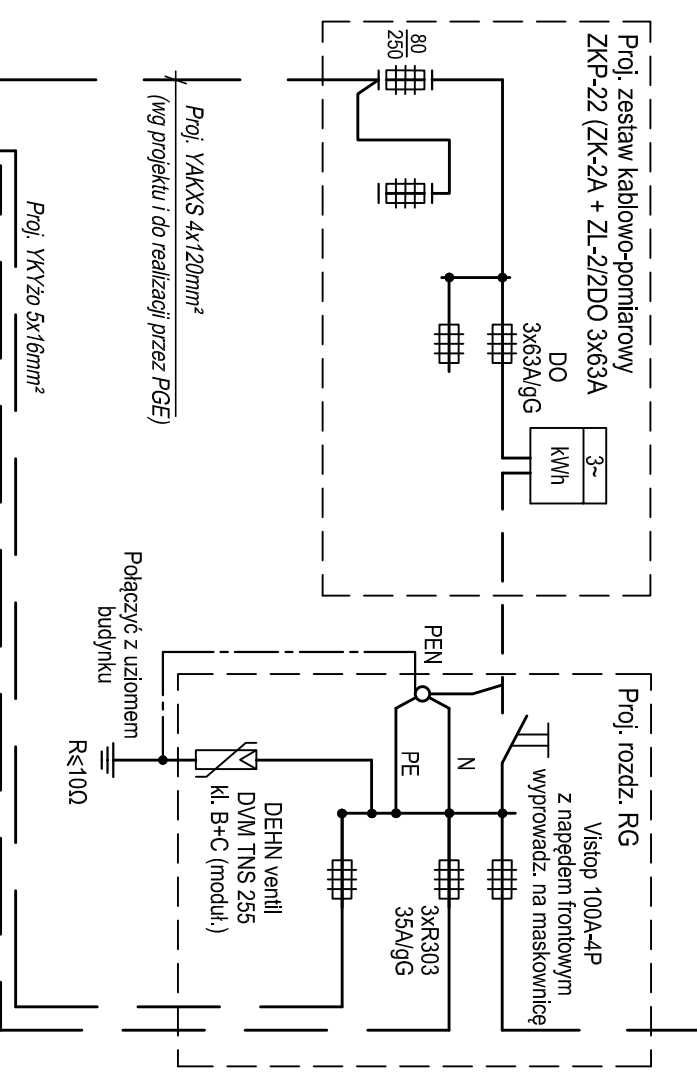 Proj. zestaw kablowo-pomiarowy
ZKP-22 (ZK-2A + ZL-2/2DO 3x63A
80
250
DO
3x63A/gG
3~
kWh
Proj. YAKXS 4x120mm²
(wg projektu i do realizacji przez PGE)
Proj. YKYżo 5x16mm²
Proj. rozdz. RG
Vistop 100A-4P
z napędem frontowym
wyprowadz. na maskownicę
PEN
N
PE
3xR303
35A/gG
DEHN ventil
DVM TNS 255
kl. B+C (moduł.)
Połączyć z uziomem
budynku
R≤10Ω